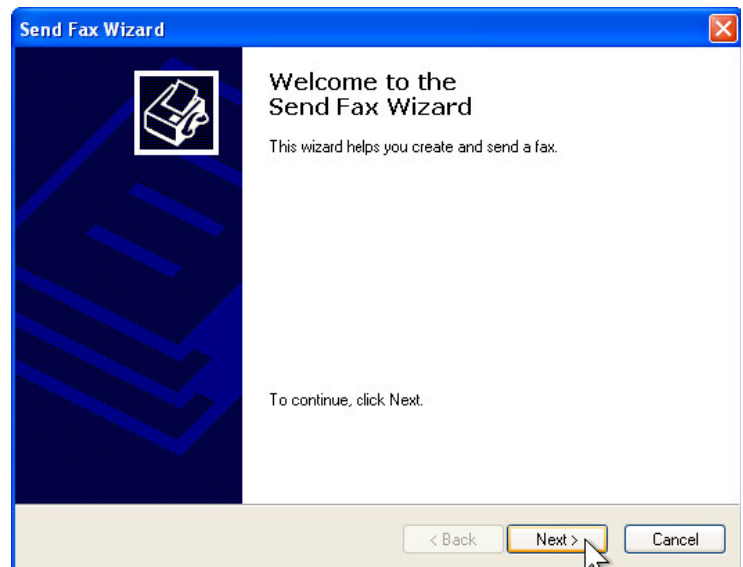 Send Fax Wizard
Welcome to the
Send Fax Wizard
This wizard helps you create and send a fax.
To continue, click Next.
< Back Next > Cancel